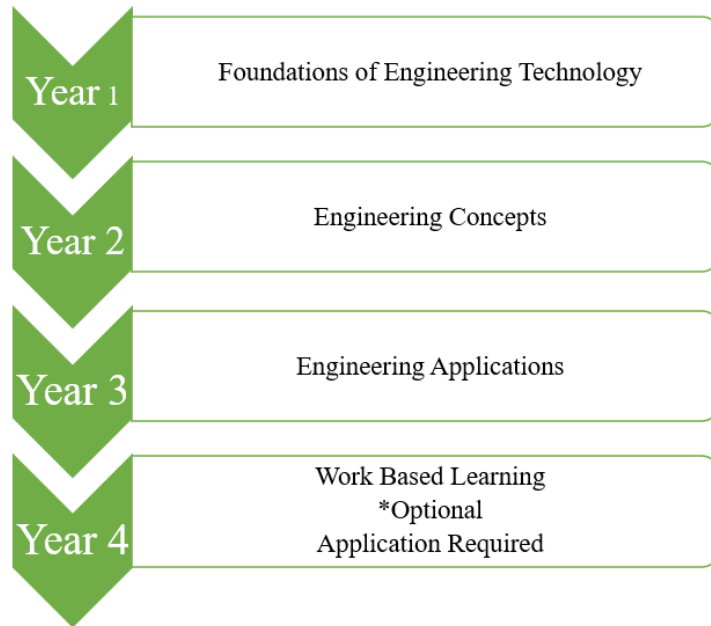 Year 1
Foundations of Engineering Technology
Year 2
Engineering Concepts
Year 3
Engineering Applications
Year 4
Work Based Learning
*Optional
Application Required